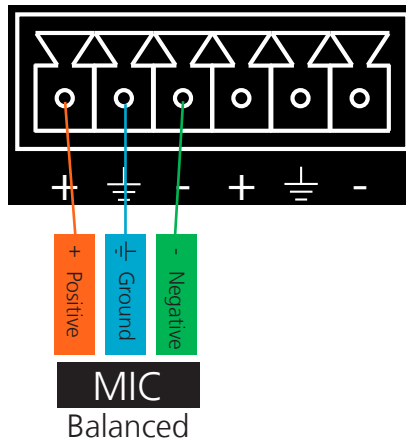 + ⏚ - + ⏚ -
+ Positive
⏚ Ground
- Negative
MIC
Balanced